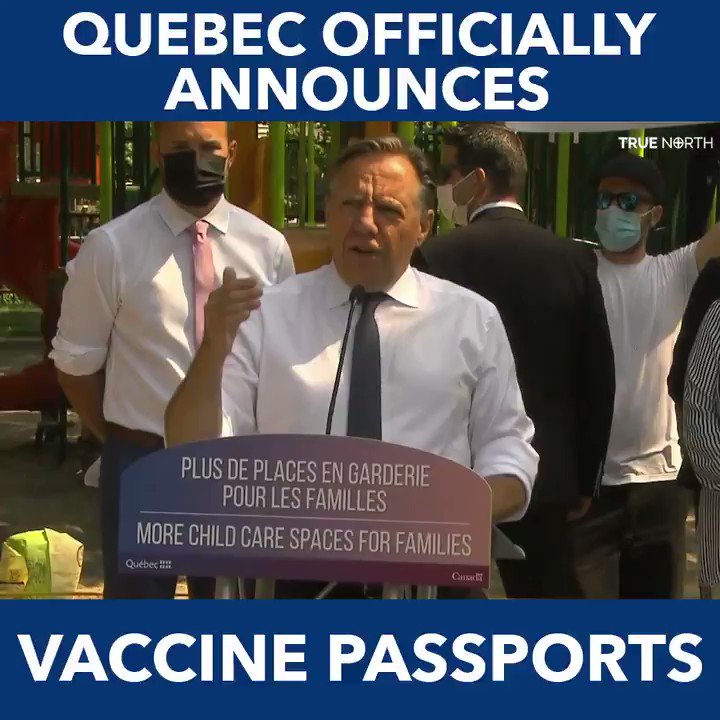 QUEBEC OFFICIALLY
ANNOUNCES
TRUE NORTH
PLUS DE PLACES EN GARDERIE
POUR LES FAMILLES
MORE CHILD CARE SPACES FOR FAMILIES
Québec
Canada
VACCINE PASSPORTS